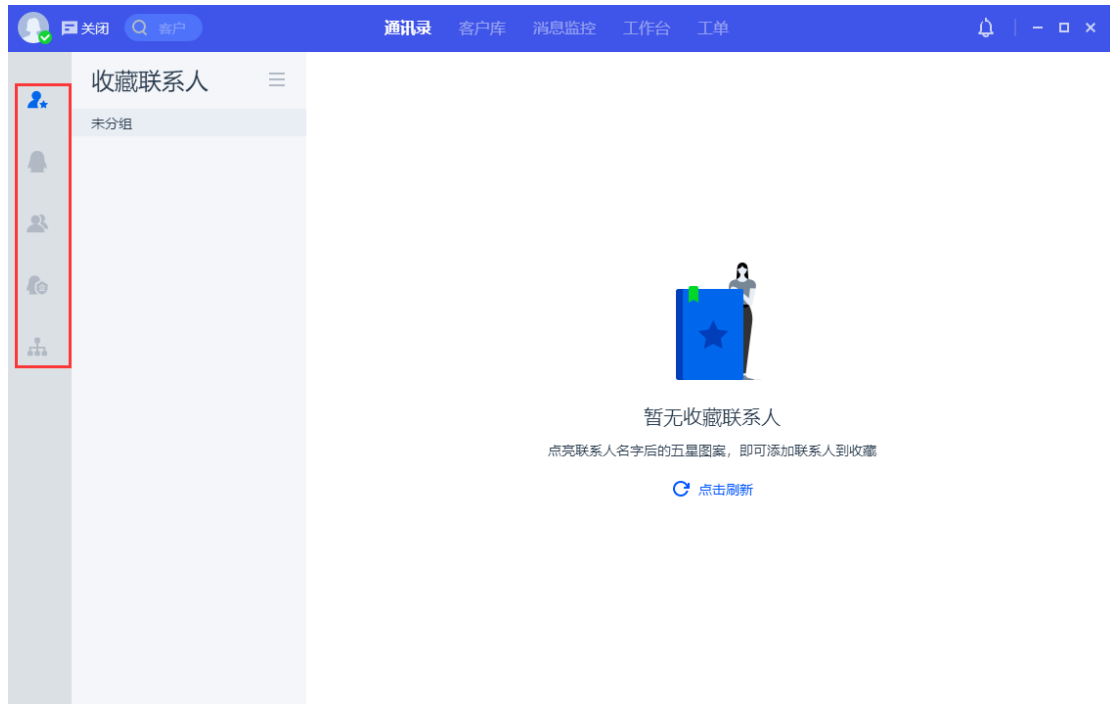 关闭 客户 通讯录 客户库 消息监控 工作台 工单
收藏联系人
未分组
暂无收藏联系人
点亮联系人名字后的五星图案，即可添加联系人到收藏
点击刷新